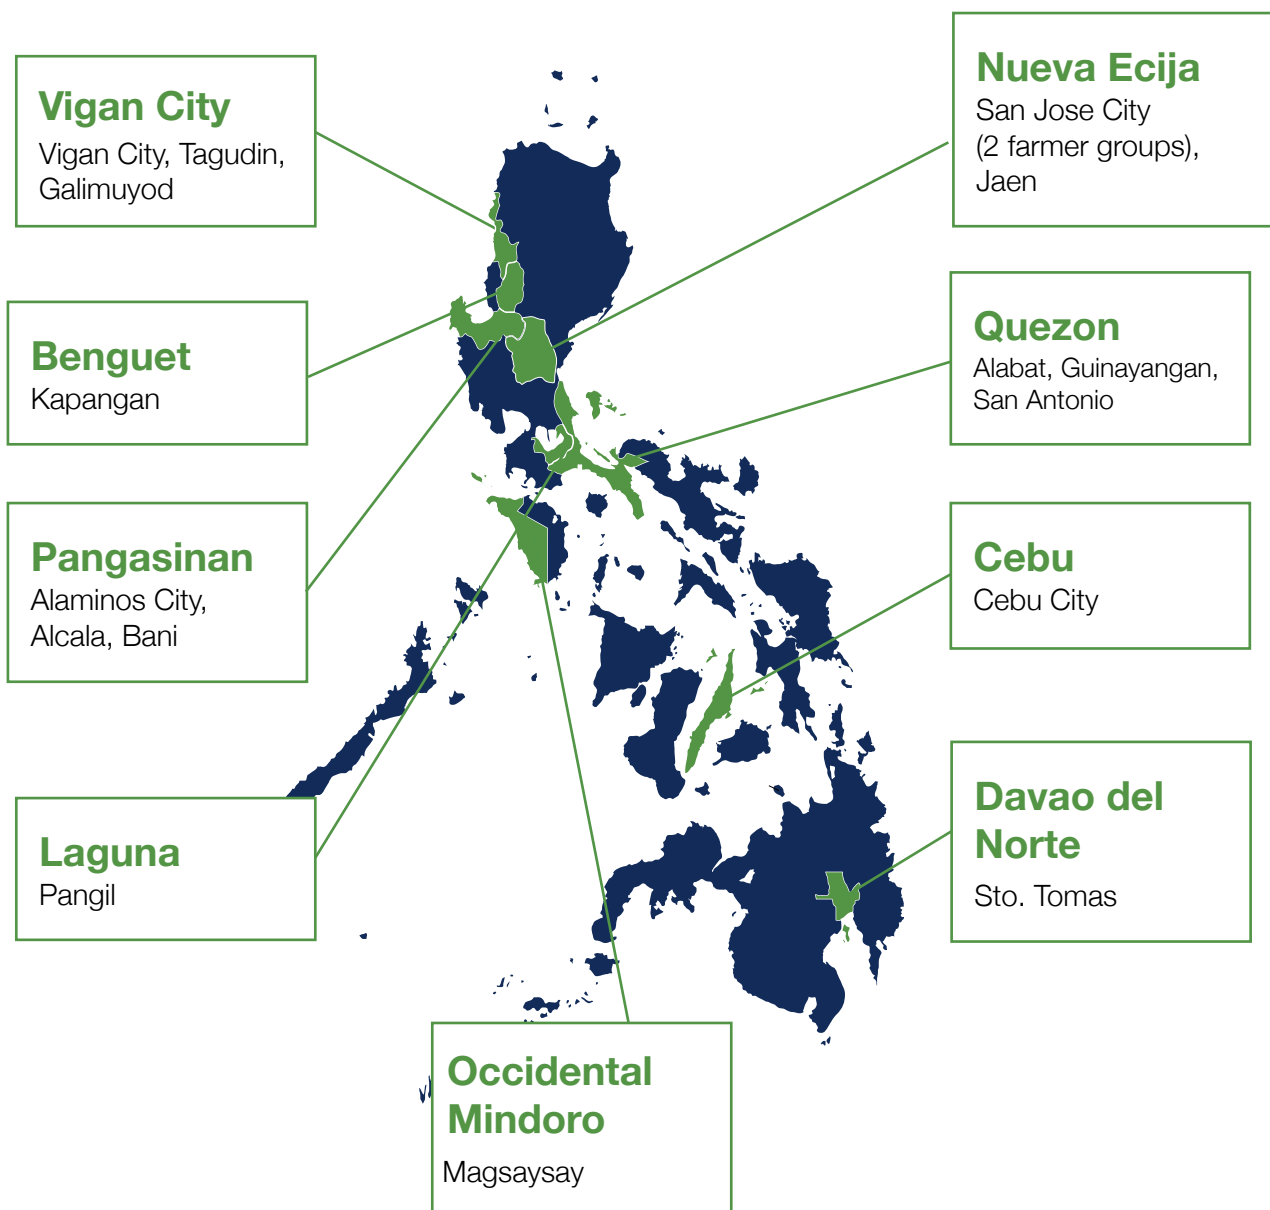 Vigan City
Vigan City, Tagudin,
Galimuyod
Nueva Ecija
San Jose City
(2 farmer groups),
Jaen
Benguet
Kapangan
Quezon
Alabat, Guinayangan,
San Antonio
Pangasinan
Alaminos City,
Alcala, Bani
Cebu
Cebu City
Laguna
Pangil
Davao del
Norte
Sto. Tomas
Occidental
Mindoro
Magsaysay